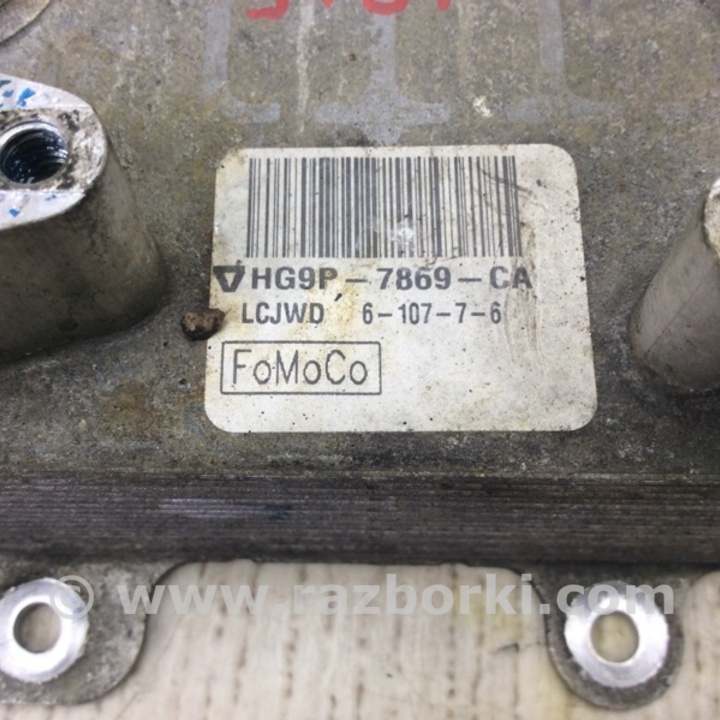 HG9P-7869-CA
LCJWD 6-107-7-6
FoMoCo
© www.razborki.com